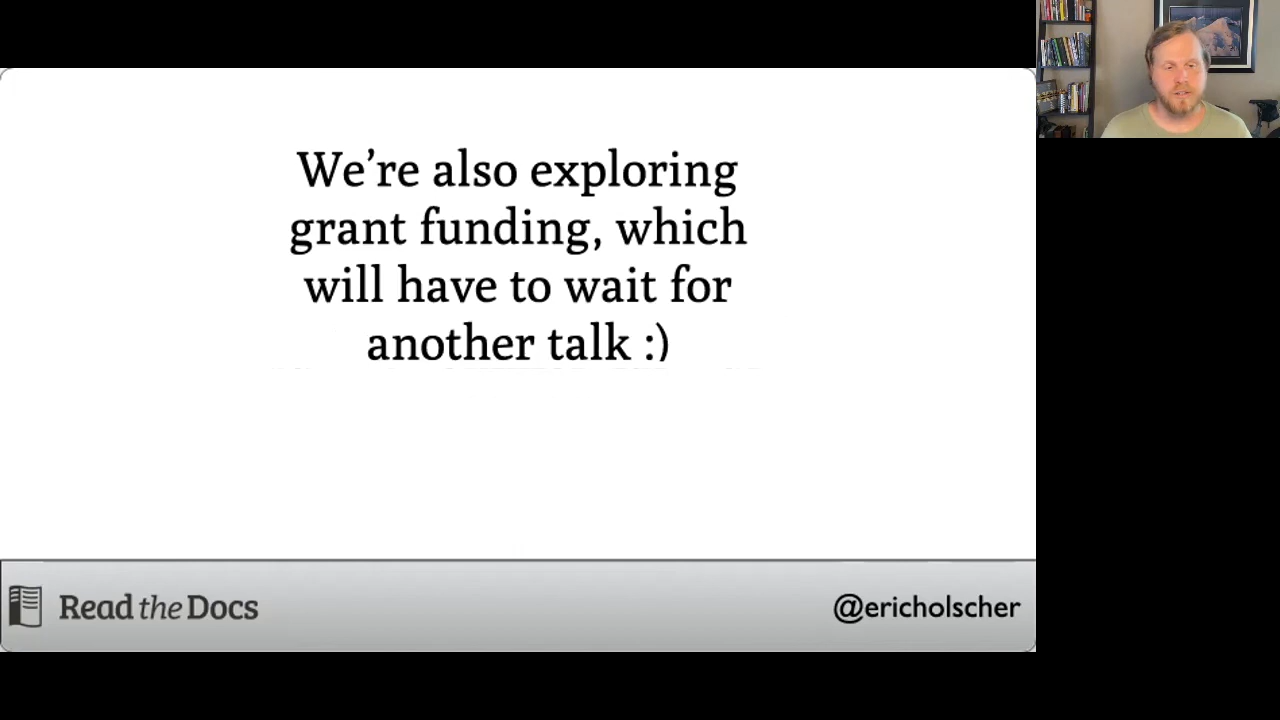 We’re also exploring
grant funding, which
will have to wait for
another talk :)
Read the Docs
@ericholscher